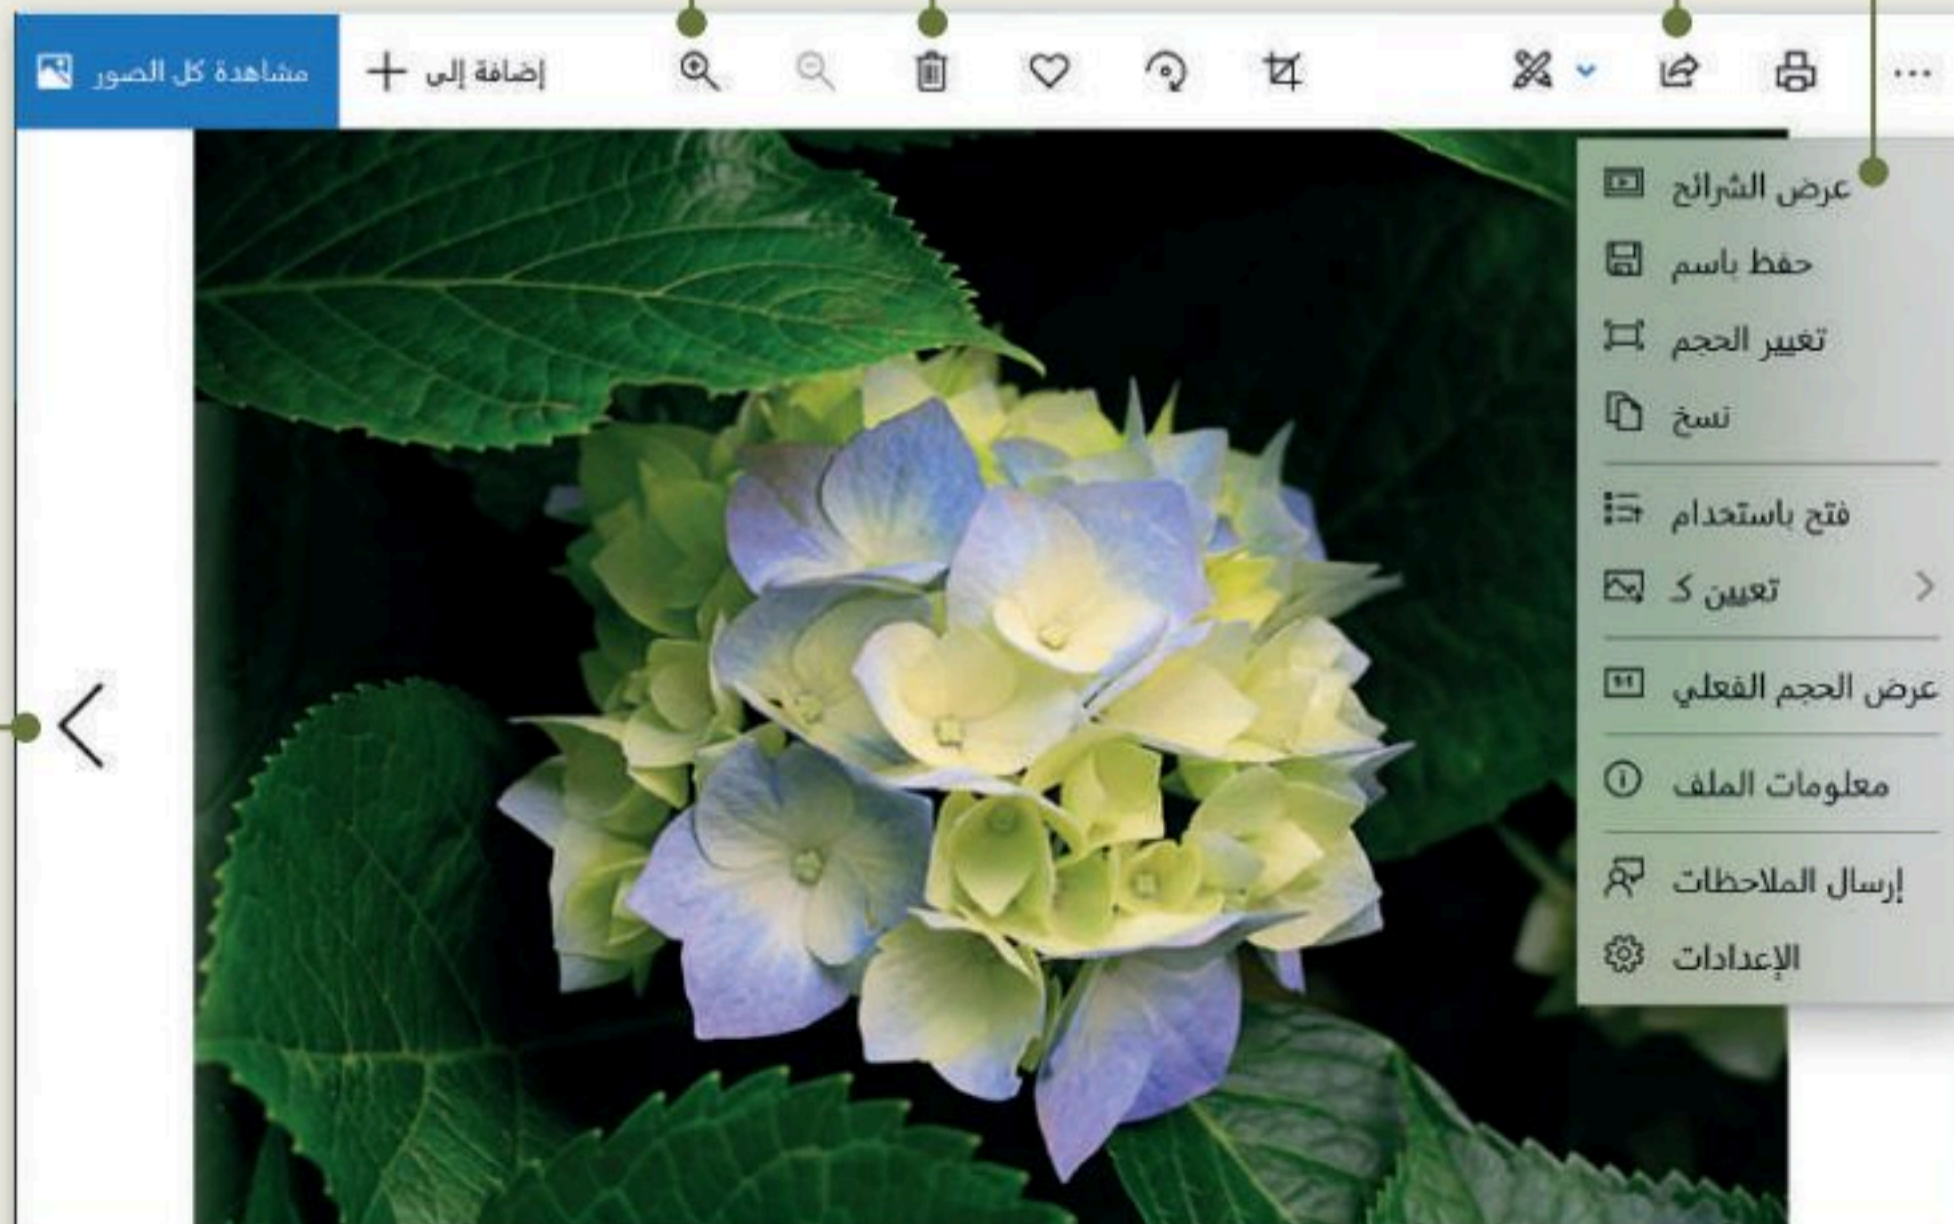 مشاهدة كل الصور
إضافة إلى
عرض الشرائح
حفظ باسم
تغيير الحجم
نسخ
فتح باستخدام
تعيين كـ
عرض الحجم الفعلي
معلومات الملف
إرسال الملاحظات
الإعدادات